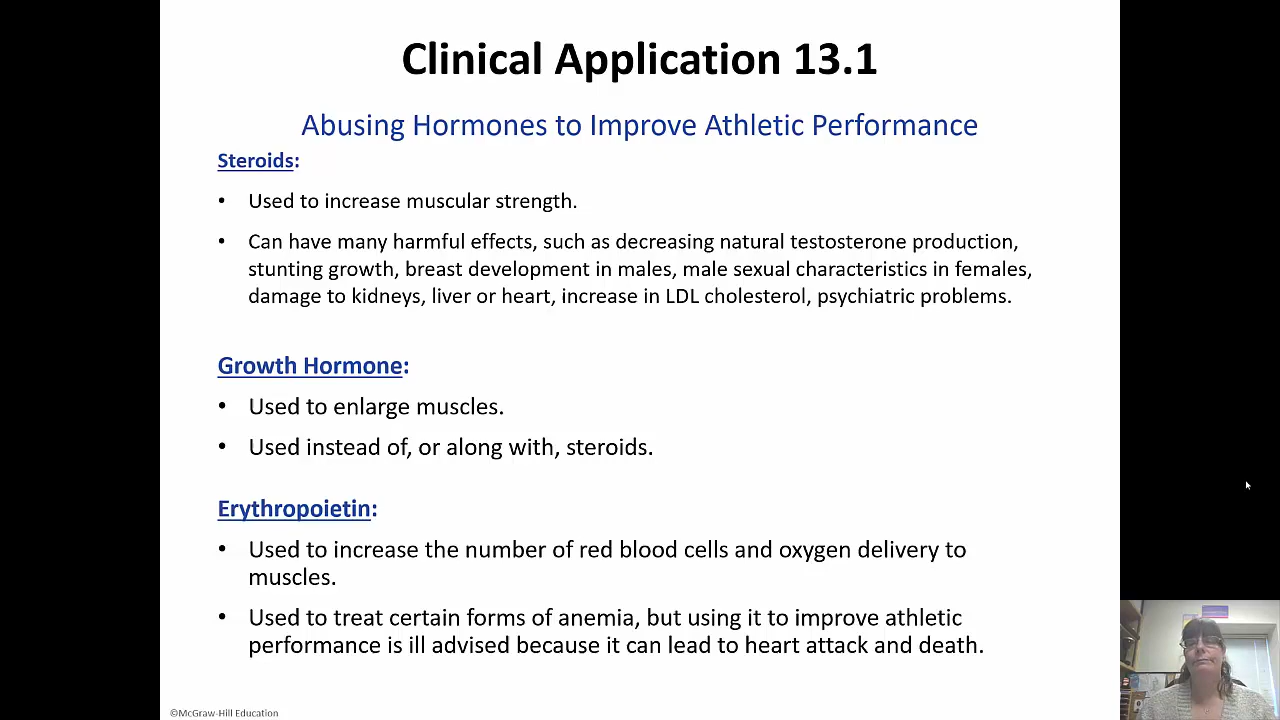 Clinical Application 13.1
Abusing Hormones to Improve Athletic Performance
Steroids:
• Used to increase muscular strength.
• Can have many harmful effects, such as decreasing natural testosterone production,
stunting growth, breast development in males, male sexual characteristics in females,
damage to kidneys, liver or heart, increase in LDL cholesterol, psychiatric problems.
Growth Hormone:
• Used to enlarge muscles.
• Used instead of, or along with, steroids.
Erythropoietin:
• Used to increase the number of red blood cells and oxygen delivery to
muscles.
• Used to treat certain forms of anemia, but using it to improve athletic
performance is ill advised because it can lead to heart attack and death.
©McGraw-Hill Education